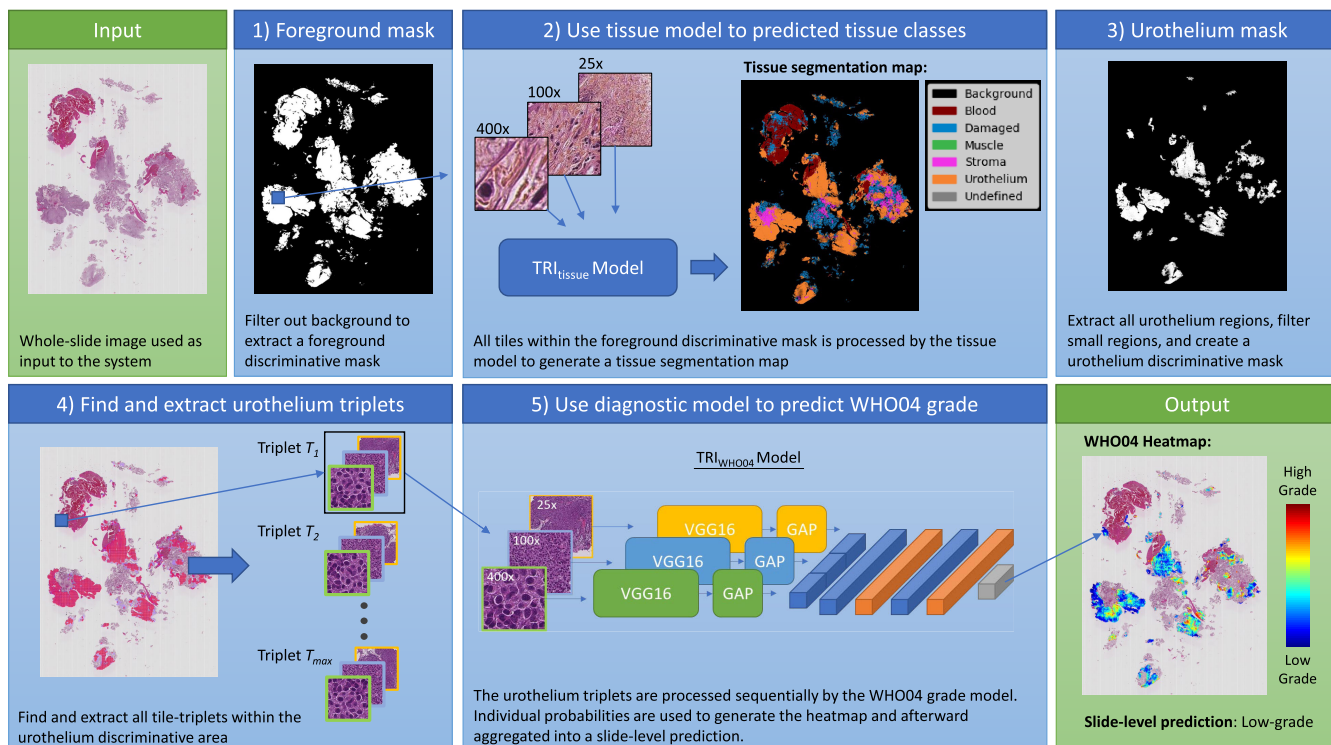 Input
Whole-slide image used as
input to the system
1) Foreground mask
Filter out background to
extract a foreground
discriminative mask
2) Use tissue model to predicted tissue classes
25x
100x
400x
TRItissue Model
Tissue segmentation map:
Background
Blood
Damaged
Muscle
Stroma
Urothelium
Undefined
All tiles within the foreground discriminative mask is processed by the tissue
model to generate a tissue segmentation map
3) Urothelium mask
Extract all urothelium regions, filter
small regions, and create a
urothelium discriminative mask
4) Find and extract urothelium triplets
Triplet T1
Triplet T2
Triplet Tmax
Find and extract all tile-triplets within the
urothelium discriminative area
5) Use diagnostic model to predict WHO04 grade
TRIWHO04 Model
25x
100x
400x
VGG16
GAP
VGG16
GAP
VGG16
GAP
The urothelium triplets are processed sequentially by the WHO04 grade model.
Individual probabilities are used to generate the heatmap and afterward
aggregated into a slide-level prediction.
Output
WHO04 Heatmap:
High
Grade
Low
Grade
Slide-level prediction: Low-grade